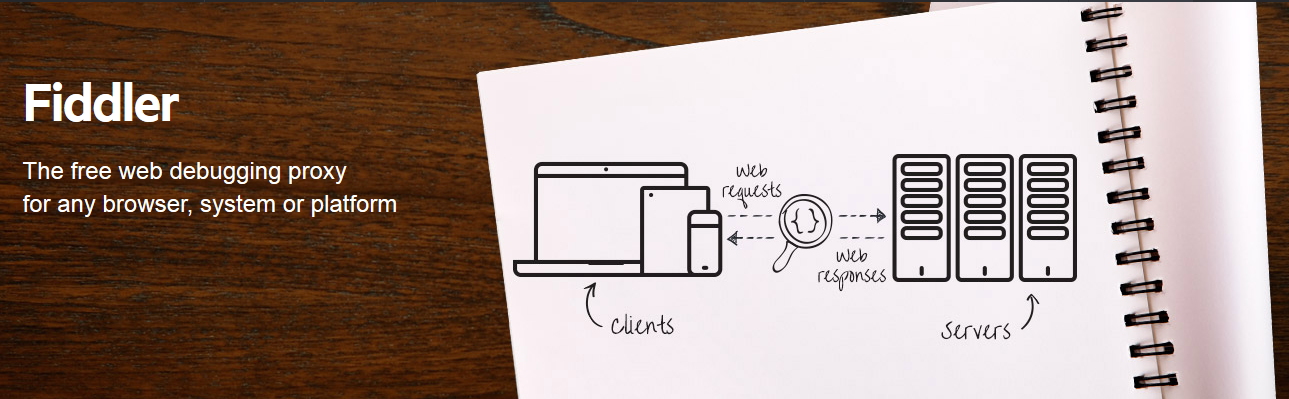 Fiddler
The free web debugging proxy
for any browser, system or platform
Web
requests
{ }
Web
responses
Clients
Servers